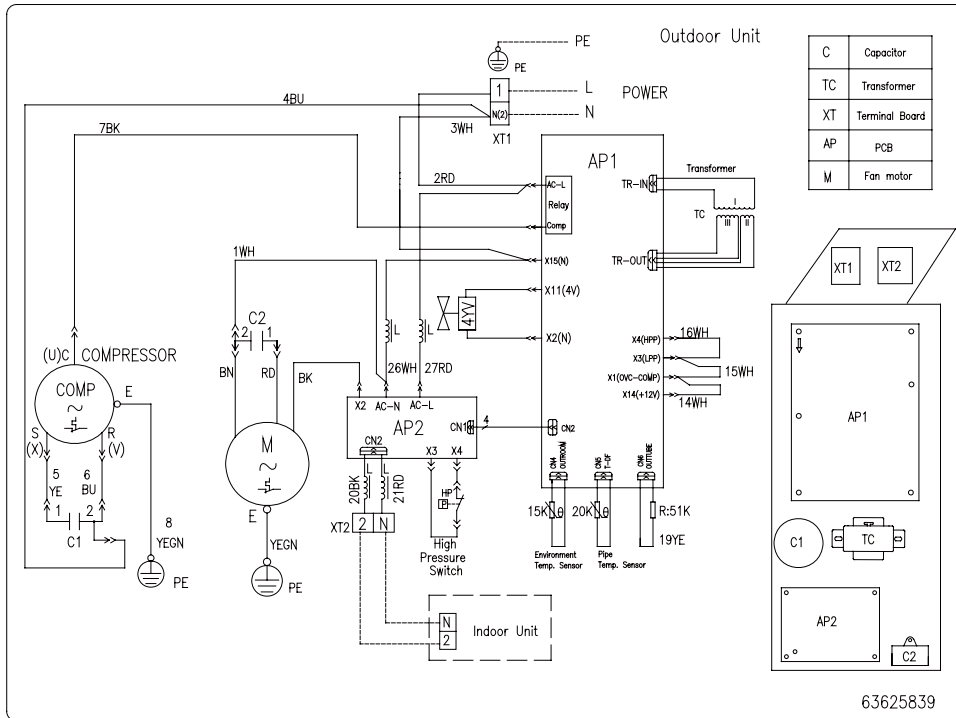 PE
PE
Outdoor Unit
1
L
POWER
N(2)
N
XT1
C Capacitor
TC Transformer
XT Terminal Board
AP PCB
M Fan motor
4BU
7BK
3WH
2RD
AP1
AC-L
Relay
Comp
TR-IN
Transformer
I
TC
III
II
TR-OUT
X15(N)
X11(4V)
4YV
X2(N)
1WH
C2
2
1
BN
RD
BK
L
L
26WH
27RD
X4(HPP)
16WH
X3(LPP)
15WH
X1(OVC-COMP)
X14(+12V)
14WH
(U)C COMPRESSOR
COMP
~
E
S
(X)
R
(V)
5
YE
6
BU
1
2
C1
8
YEGN
PE
M
~
E
YEGN
PE
X2
AC-N
AC-L
AP2
CN1
4
CN2
CN2
X3
X4
L
L
20BK
21RD
HP
P
XT2
2
N
High
Pressure
Switch
CN4
OUTROOM
CN5
T-DF
CN6
OUTTUBE
15K
θ
20K
θ
R:51K
19YE
Environment
Temp. Sensor
Pipe
Temp. Sensor
N
2
Indoor Unit
XT1
XT2
AP1
C1
TC
AP2
C2
63625839